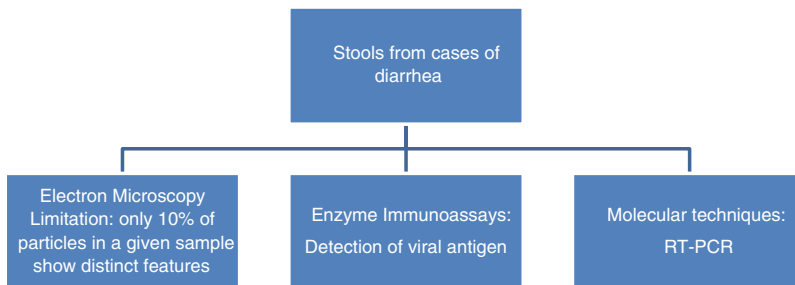 Stools from cases of
diarrhea
Electron Microscopy
Limitation: only 10% of
particles in a given sample
show distinct features
Enzyme Immunoassays:
Detection of viral antigen
Molecular techniques:
RT-PCR